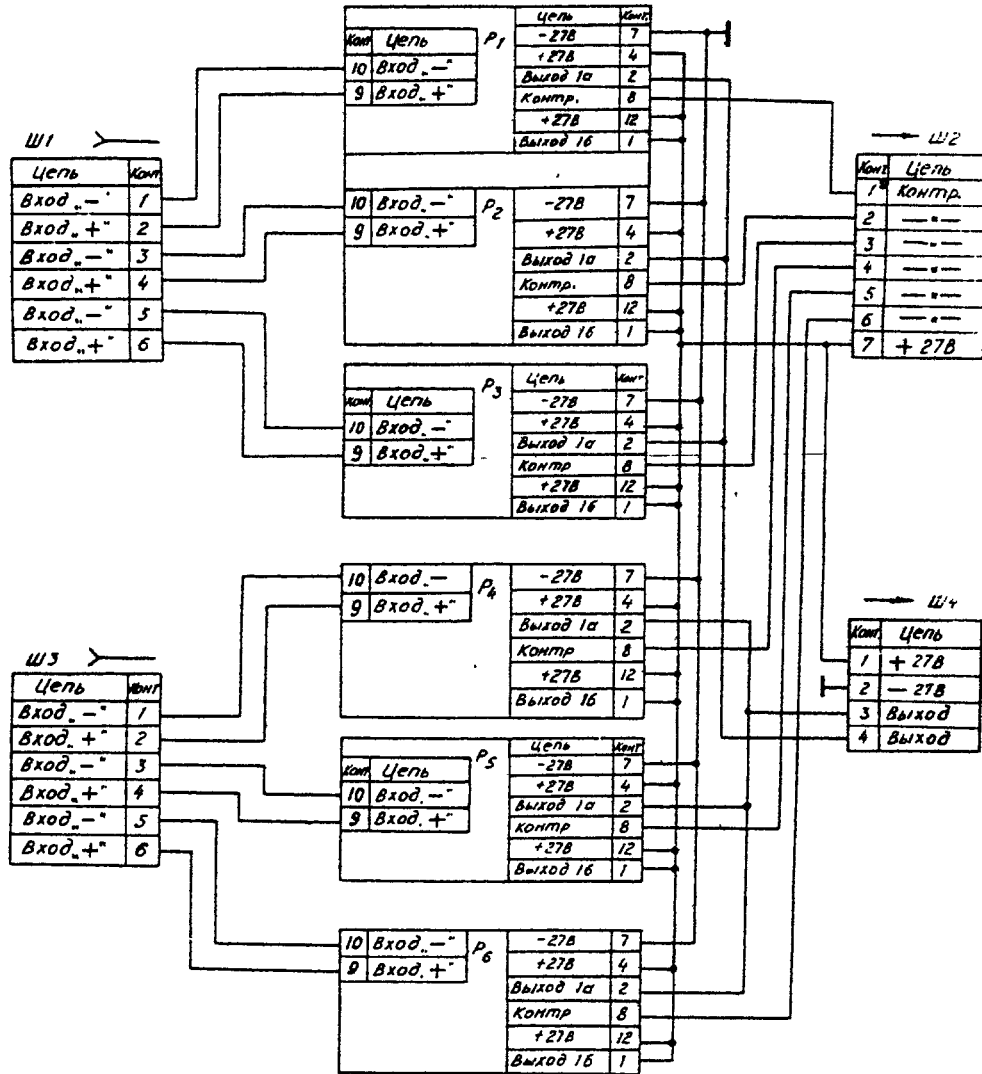 Ш1
Цепь Конт
Вход „—“ 1
Вход „+“ 2
Вход „—“ 3
Вход „+“ 4
Вход „—“ 5
Вход „+“ 6
Ш3
Цепь Конт
Вход „—“ 1
Вход „+“ 2
Вход „—“ 3
Вход „+“ 4
Вход „—“ 5
Вход „+“ 6
P1
Конт Цепь
10 Вход „—“
9 Вход „+“
Цепь Конт.
-27В 7
+27В 4
Выход 1а 2
Контр. 8
+27В 12
Выход 1б 1
P2
10 Вход „—“
9 Вход „+“
-27В 7
+27В 4
Выход 1а 2
Контр. 8
+27В 12
Выход 1б 1
P3
Конт. Цепь
10 Вход „—“
9 Вход „+“
Цепь Конт
-27В 7
+27В 4
Выход 1а 2
Контр 8
+27В 12
Выход 1б 1
P4
10 Вход „—
9 Вход „+“
-27В 7
+27В 4
Выход 1а 2
Контр 8
+27В 12
Выход 1б 1
P5
Конт. Цепь
10 Вход „—“
9 Вход „+“
Цепь Конт
-27В 7
+27В 4
Выход 1а 2
Контр 8
+27В 12
Выход 1б 1
P6
10 Вход „—“
9 Вход „+“
-27В 7
+27В 4
Выход 1а 2
Контр 8
+27В 12
Выход 1б 1
Ш2
Конт Цепь
1 Контр.
2 —"—
3 —"—
4 —"—
5 —"—
6 —"—
7 +27В
Ш4
Конт. Цепь
1 +27В
2 —27В
3 Выход
4 Выход